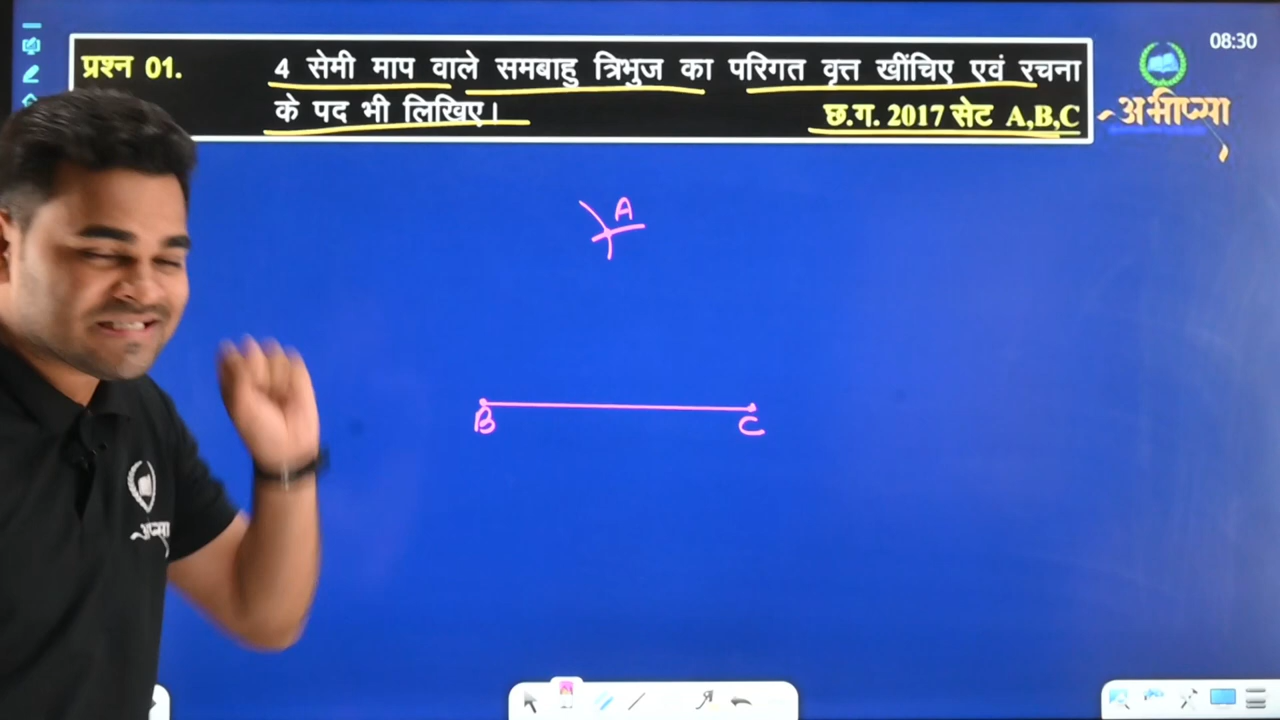 08:30
प्रश्न 01. 4 सेमी माप वाले समबाहु त्रिभुज का परिगत वृत्त खींचिए एवं रचना
के पद भी लिखिए।
छ.ग. 2017 सेट A,B,C
अभीप्सा
A
B
C